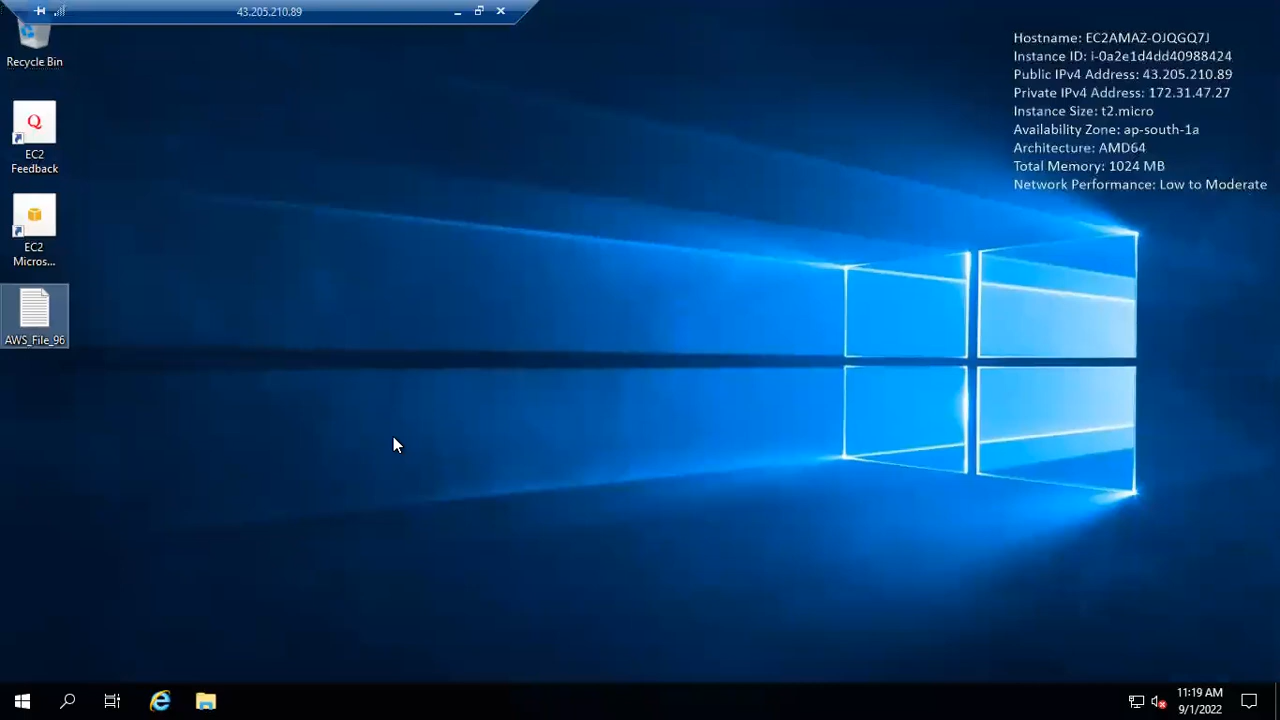 43.205.210.89
Recycle Bin
EC2
Feedback
EC2
Micros...
AWS_File_96
Hostname: EC2AMAZ-OJQGQ7J
Instance ID: i-0a2e1d4dd40988424
Public IPv4 Address: 43.205.210.89
Private IPv4 Address: 172.31.47.27
Instance Size: t2.micro
Availability Zone: ap-south-1a
Architecture: AMD64
Total Memory: 1024 MB
Network Performance: Low to Moderate
11:19 AM
9/1/2022